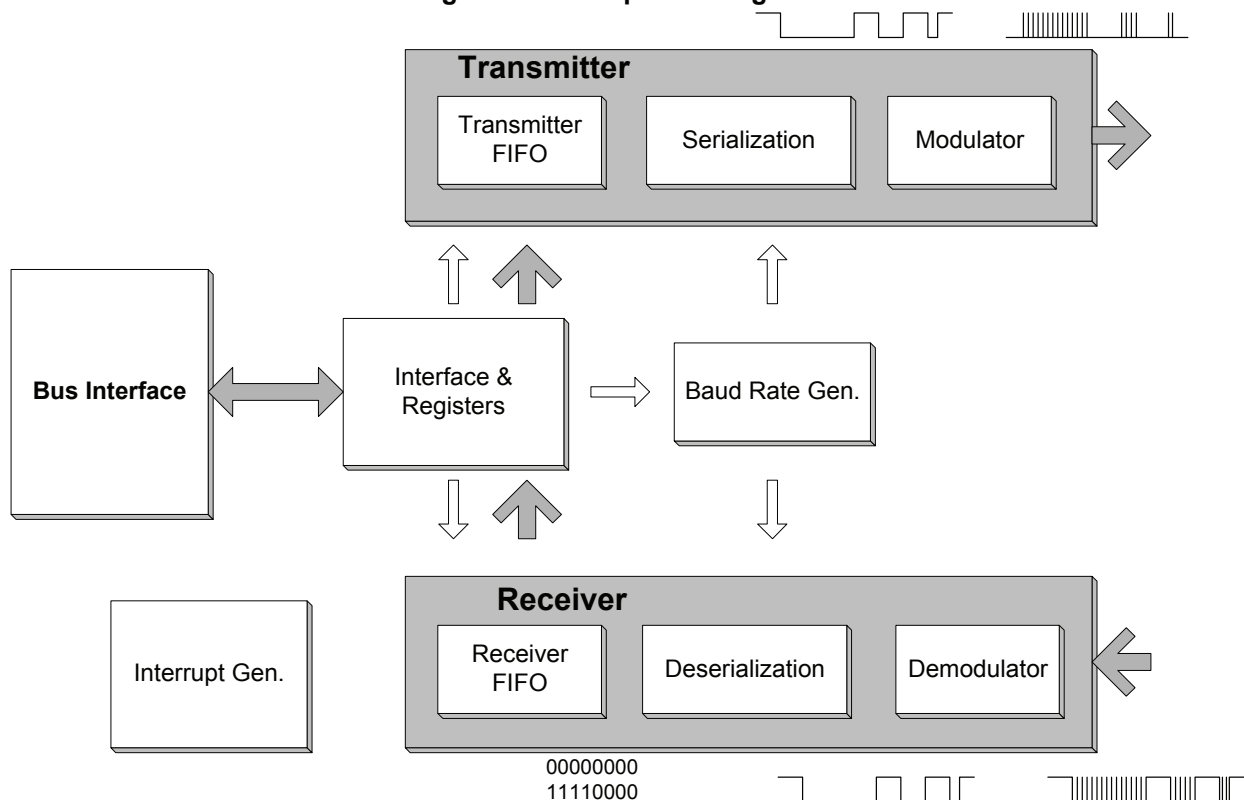 Transmitter
Transmitter
FIFO
Serialization
Modulator
Bus Interface
Interface &
Registers
Baud Rate Gen.
Receiver
Interrupt Gen.
Receiver
FIFO
Deserialization
Demodulator
00000000
11110000